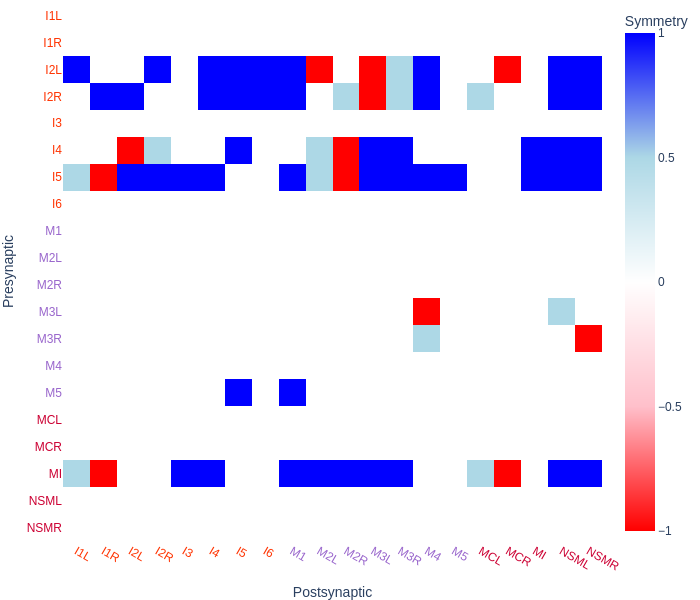 Symmetry
I1L
I1R
I2L
I2R
I3
I4
I5
I6
M1
M2L
M2R
M3L
M3R
M4
M5
MCL
MCR
MI
NSML
NSMR
Presynaptic
I1L I1R I2L I2R I3 I4 I5 I6 M1 M2L M2R M3L M3R M4 M5 MCL MCR MI NSML NSMR
Postsynaptic
1
0.5
0
−0.5
−1